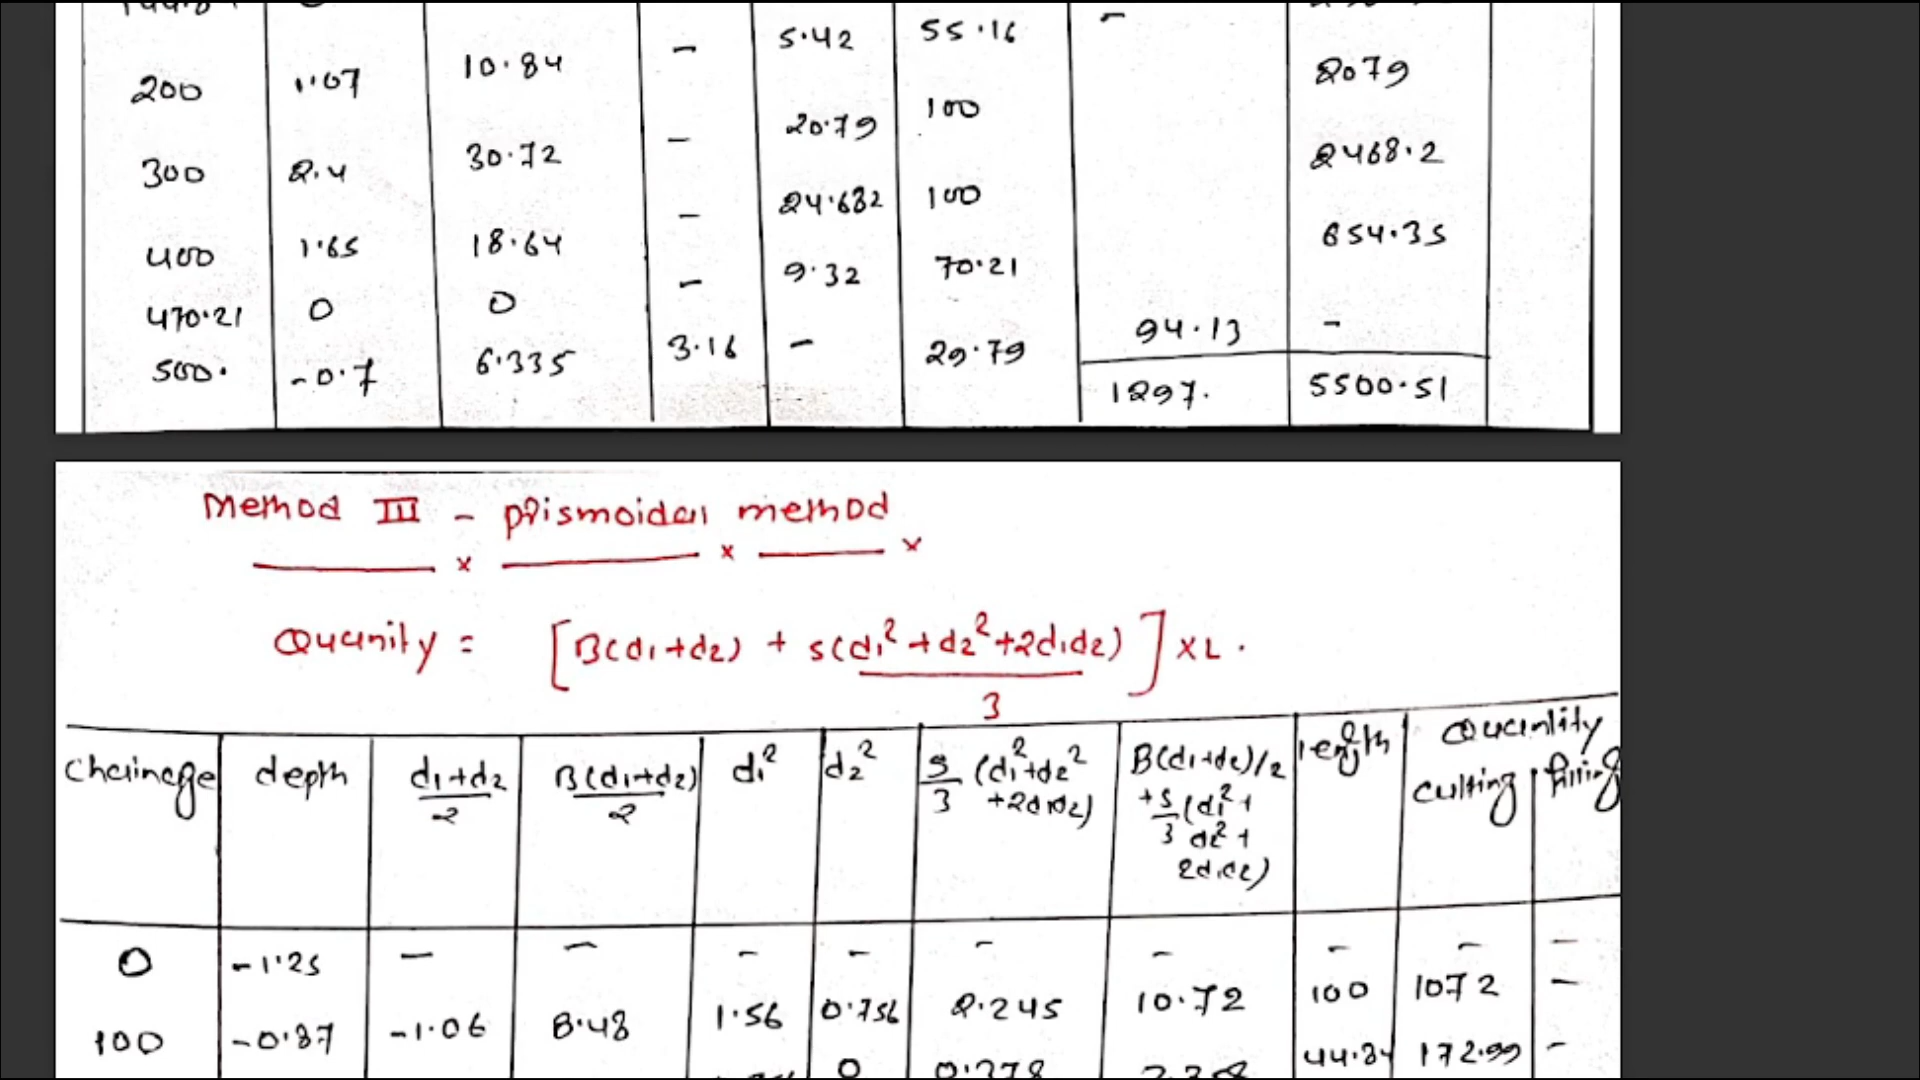 5.42 55.16 -
200 1.07 10.84 - 2079
20.79 100
300 2.4 30.72 - 2468.2
24.632 100
400 1.65 18.64 - 654.35
9.32 70.21
470.21 0 0 - 94.13 -
500. -0.7 6.335 3.16 - 29.79
1297. 5500.51
Method III - Prismoidal method
Quanity = [B(d1+d2) + s(d1²+d2²+2d1d2)] x L.
3
Chainage depth d1+d2 B(d1+d2) d1² d2² S (d1²+d2² B(d1+d2)/2 length Quantity
2 2 3 +2d1d2) + S (d1²+ cutting filling
3 d2²+
2d1d2)
0 -1.25 - - - - - - - - -
100 -0.87 -1.06 8.48 1.56 0.756 2.245 10.72 100 1072 -
0 44.84 172.99 -